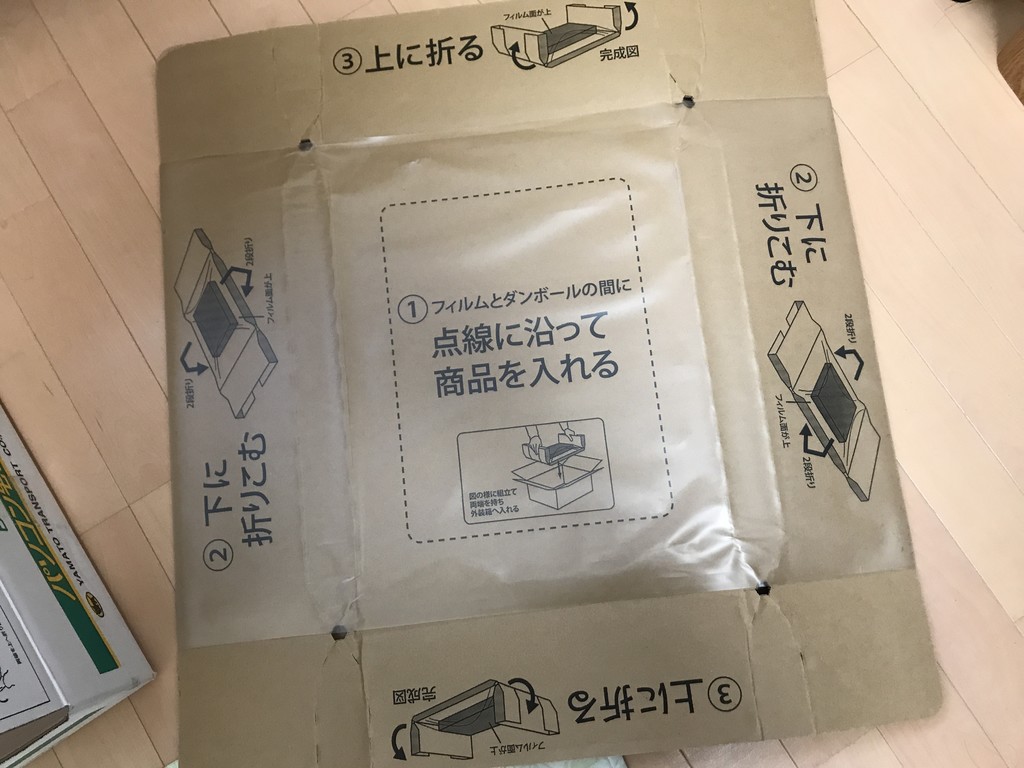 ③上に折る
フィルム面が上
完成図
②下に
折りこむ
2段折り
フィルム面が上
2段折り
①フィルムとダンボールの間に
点線に沿って
商品を入れる
図の様に組立て
両端を持ち
外装箱へ入れる
②下に
折りこむ
2段折り
フィルム面が上
2段折り
③上に折る
フィルム面が上
完成図
YAMATO TRANSPORT CO